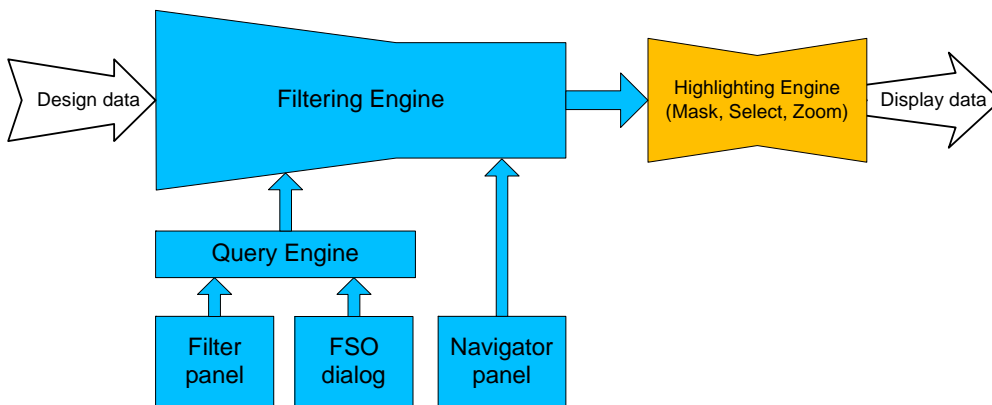 Design data
Filtering Engine
Highlighting Engine
(Mask, Select, Zoom)
Display data
Query Engine
Filter
panel
FSO
dialog
Navigator
panel